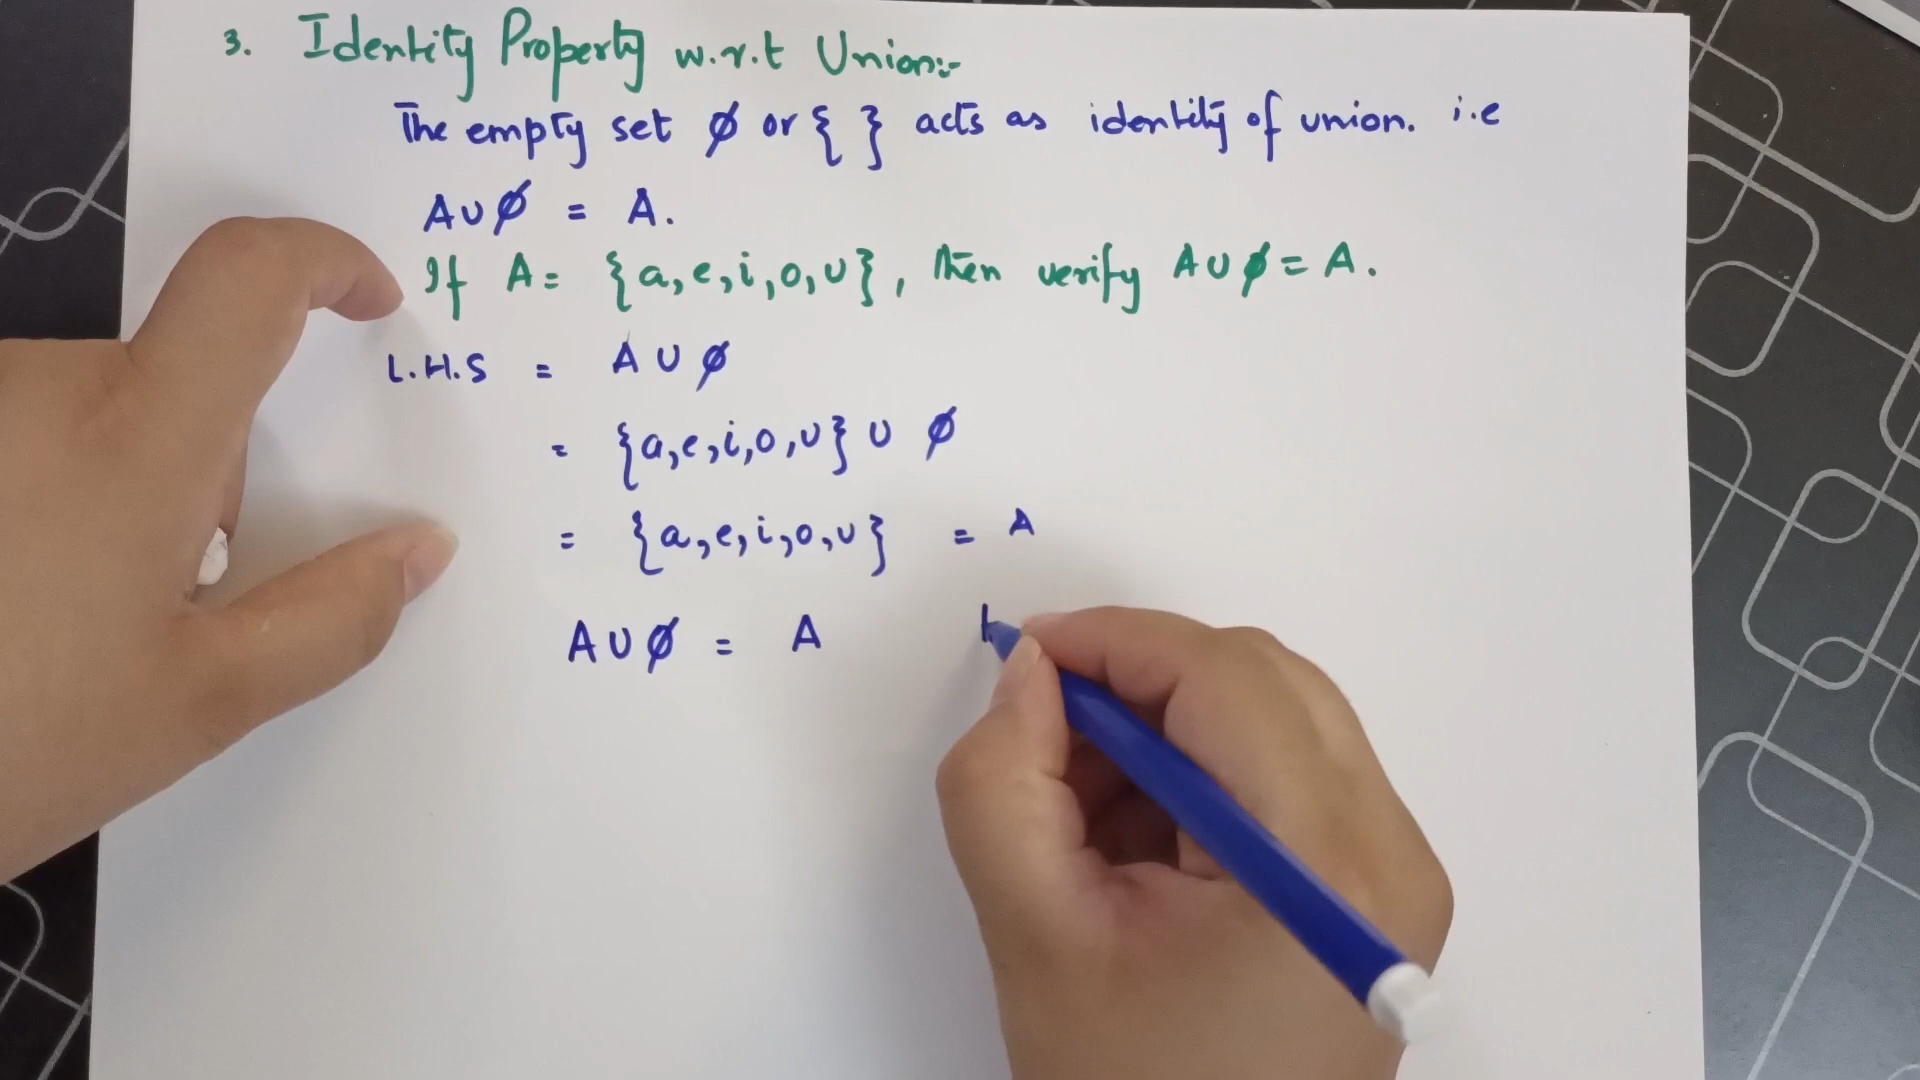 3. Identity Property w.r.t Union:-
The empty set ∅ or { } acts as identity of union. i.e
A∪∅ = A.
If A= {a,e,i,o,u}, then verify A∪∅=A.
L.H.S = A∪∅
= {a,e,i,o,u} ∪ ∅
= {a,e,i,o,u} = A
A∪∅ = A